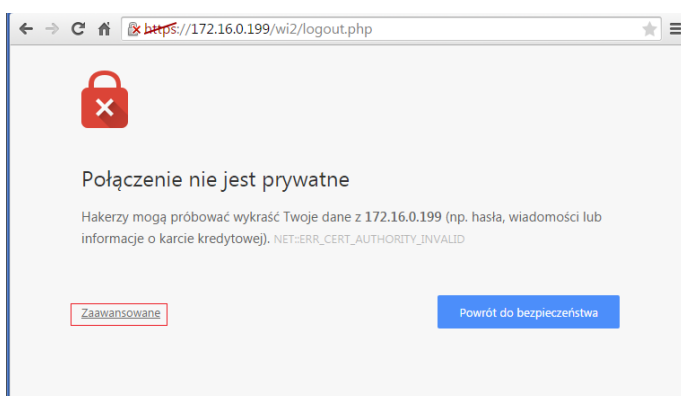 https://172.16.0.199/wi2/logout.php
Połączenie nie jest prywatne
Hakerzy mogą próbować wykraść Twoje dane z 172.16.0.199 (np. hasła, wiadomości lub
informacje o karcie kredytowej). NET::ERR_CERT_AUTHORITY_INVALID
Zaawansowane
Powrót do bezpieczeństwa